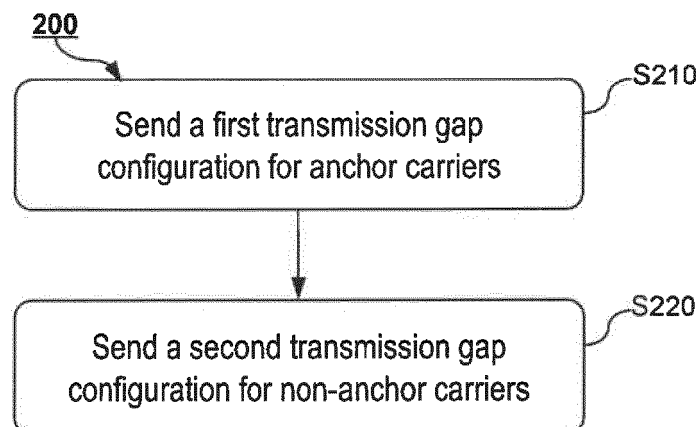 200
S210
Send a first transmission gap
configuration for anchor carriers
S220
Send a second transmission gap
configuration for non-anchor carriers